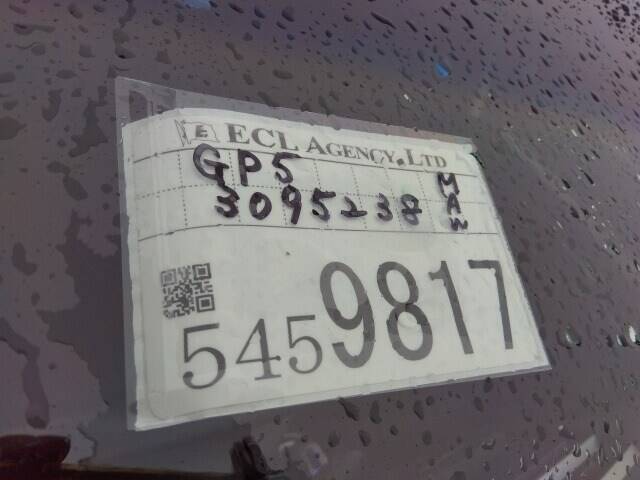 E ECL AGENCY, LTD
GP5
3095238
MAW
5459817